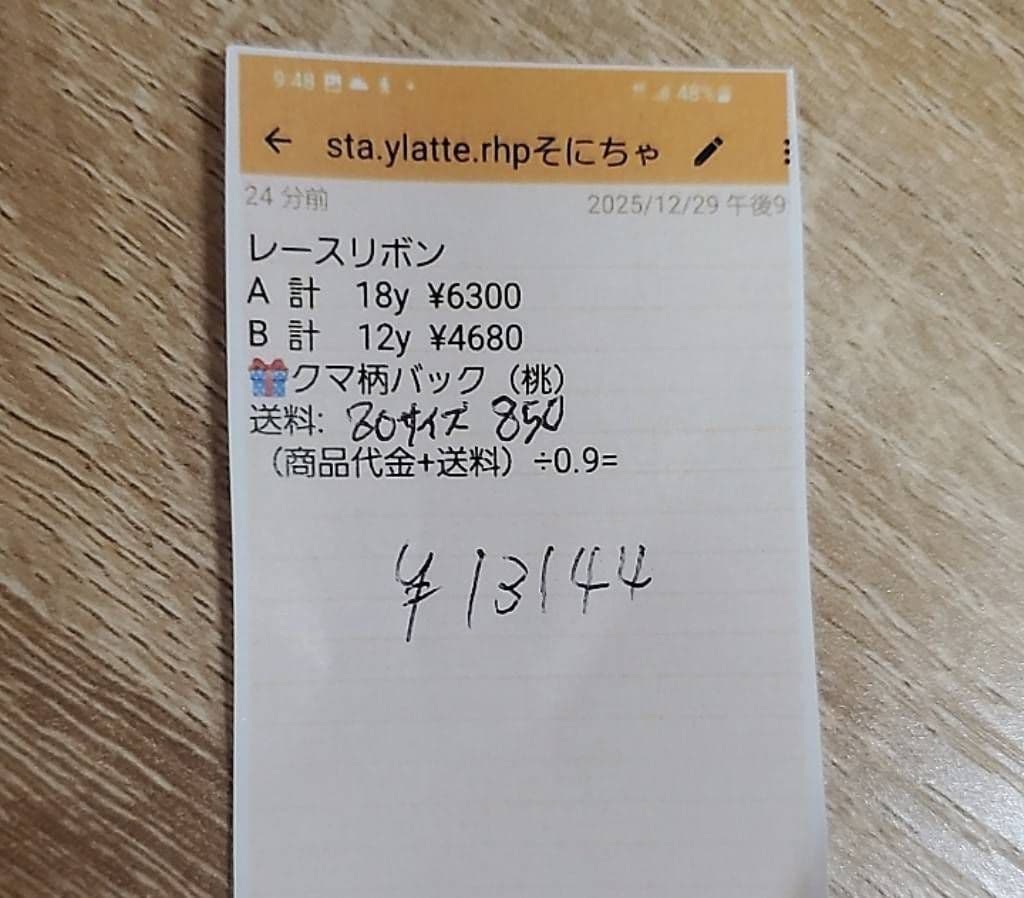 9:48 48%
sta.ylatte.rhpそにちゃ
24 分前 2025/12/29 午後9
レースリボン
A 計 18y ¥6300
B 計 12y ¥4680
🎁クマ柄バック（桃）
送料: 80サイズ 850
（商品代金+送料）÷0.9=
¥13144